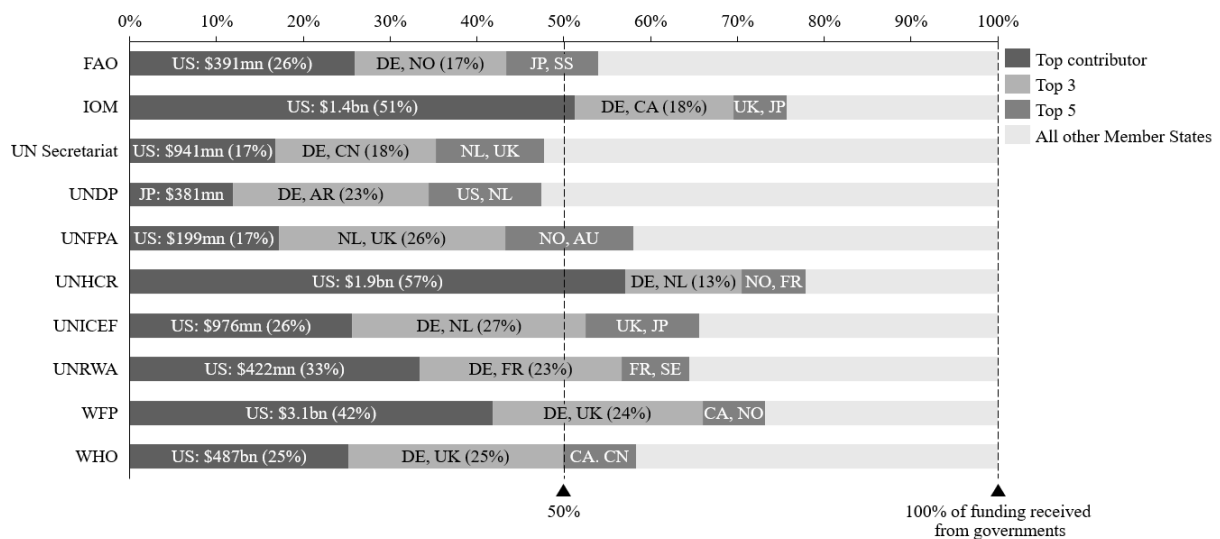 0% 10% 20% 30% 40% 50% 60% 70% 80% 90% 100%
FAO US: $391mn (26%) DE, NO (17%) JP, SS
IOM US: $1.4bn (51%) DE, CA (18%) UK, JP
UN Secretariat US: $941mn (17%) DE, CN (18%) NL, UK
UNDP JP: $381mn DE, AR (23%) US, NL
UNFPA US: $199mn (17%) NL, UK (26%) NO, AU
UNHCR US: $1.9bn (57%) DE, NL (13%) NO, FR
UNICEF US: $976mn (26%) DE, NL (27%) UK, JP
UNRWA US: $422mn (33%) DE, FR (23%) FR, SE
WFP US: $3.1bn (42%) DE, UK (24%) CA, NO
WHO US: $487bn (25%) DE, UK (25%) CA. CN
Top contributor
Top 3
Top 5
All other Member States
50%
100% of funding received
from governments